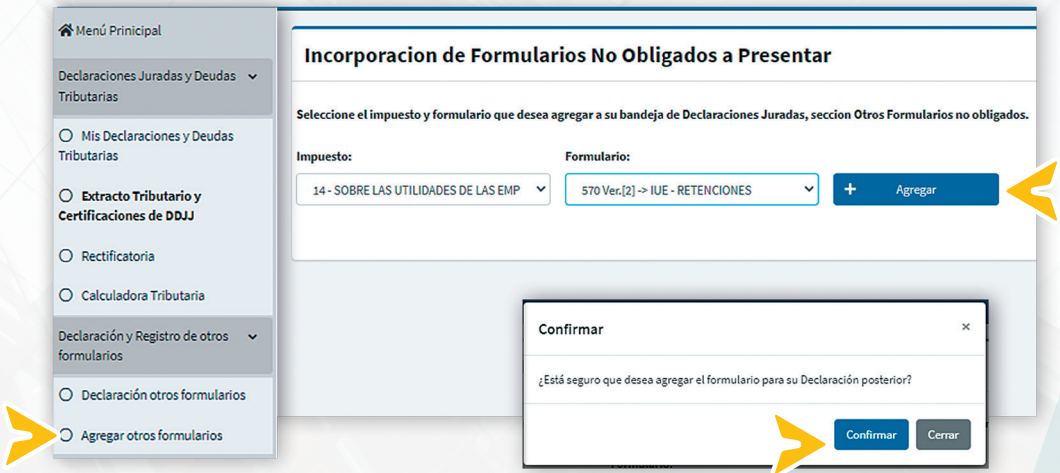 Menú Prinicipal
Declaraciones Juradas y Deudas
Tributarias
Mis Declaraciones y Deudas
Tributarias
Extracto Tributario y
Certificaciones de DDJJ
Rectificatoria
Calculadora Tributaria
Declaración y Registro de otros
formularios
Declaración otros formularios
Agregar otros formularios
Incorporacion de Formularios No Obligados a Presentar
Seleccione el impuesto y formulario que desea agregar a su bandeja de Declaraciones Juradas, seccion Otros Formularios no obligados.
Impuesto: Formulario:
14 - SOBRE LAS UTILIDADES DE LAS EMP 570 Ver.[2] -> IUE - RETENCIONES + Agregar
Confirmar ×
¿Está seguro que desea agregar el formulario para su Declaración posterior?
Confirmar Cerrar